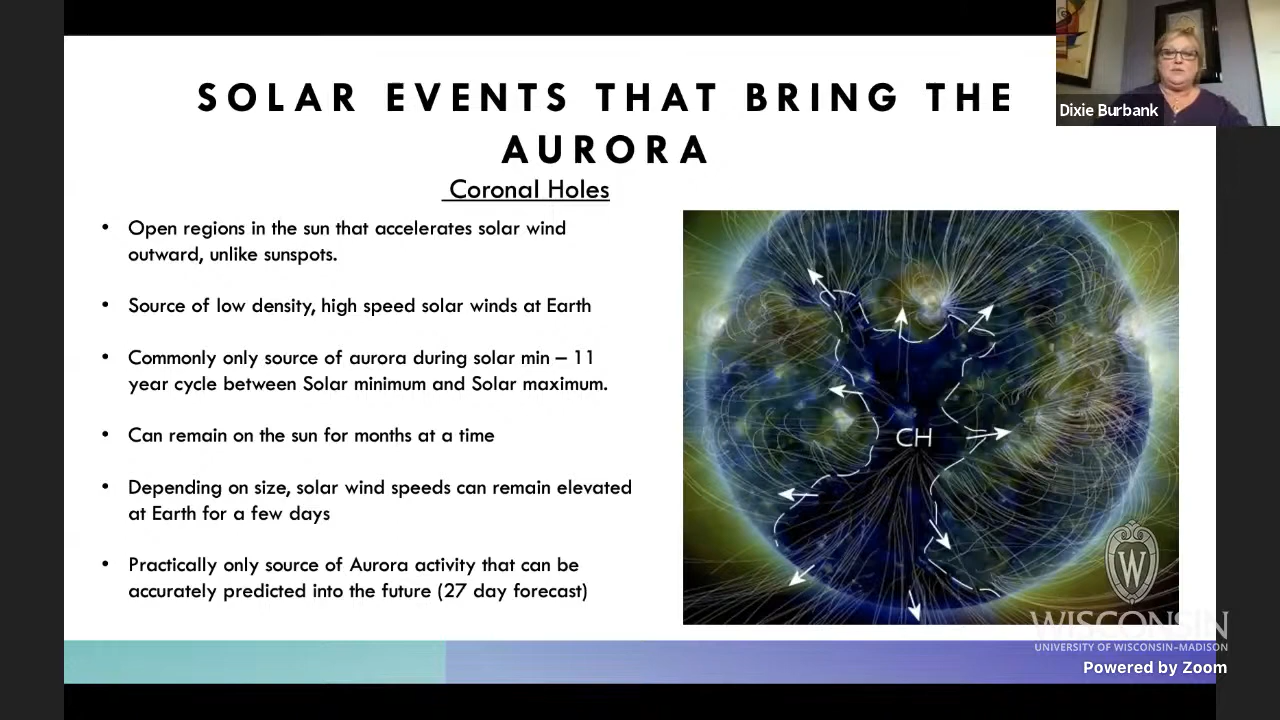 SOLAR EVENTS THAT BRING THE
AURORA
Coronal Holes
• Open regions in the sun that accelerates solar wind
outward, unlike sunspots.
• Source of low density, high speed solar winds at Earth
• Commonly only source of aurora during solar min – 11
year cycle between Solar minimum and Solar maximum.
• Can remain on the sun for months at a time
• Depending on size, solar wind speeds can remain elevated
at Earth for a few days
• Practically only source of Aurora activity that can be
accurately predicted into the future (27 day forecast)
CH
Dixie Burbank
W
WISCONSIN
UNIVERSITY OF WISCONSIN–MADISON
Powered by Zoom